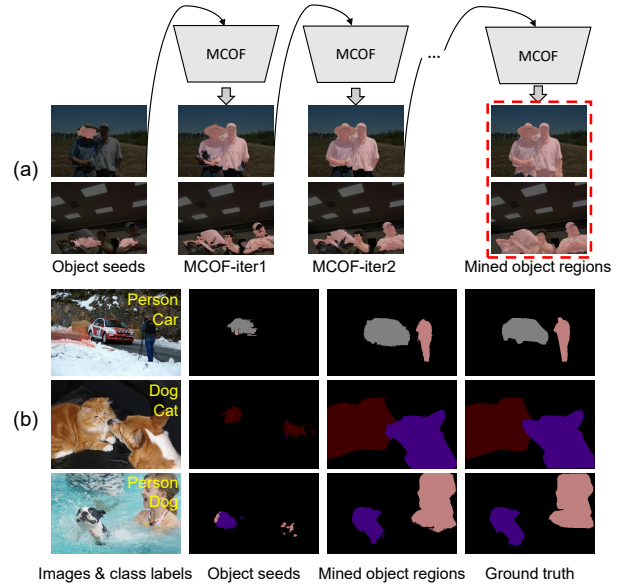 MCOF
MCOF
...
MCOF
(a)
Object seeds
MCOF-iter1
MCOF-iter2
Mined object regions
Person
Car
(b)
Dog
Cat
Person
Dog
Images & class labels
Object seeds
Mined object regions
Ground truth